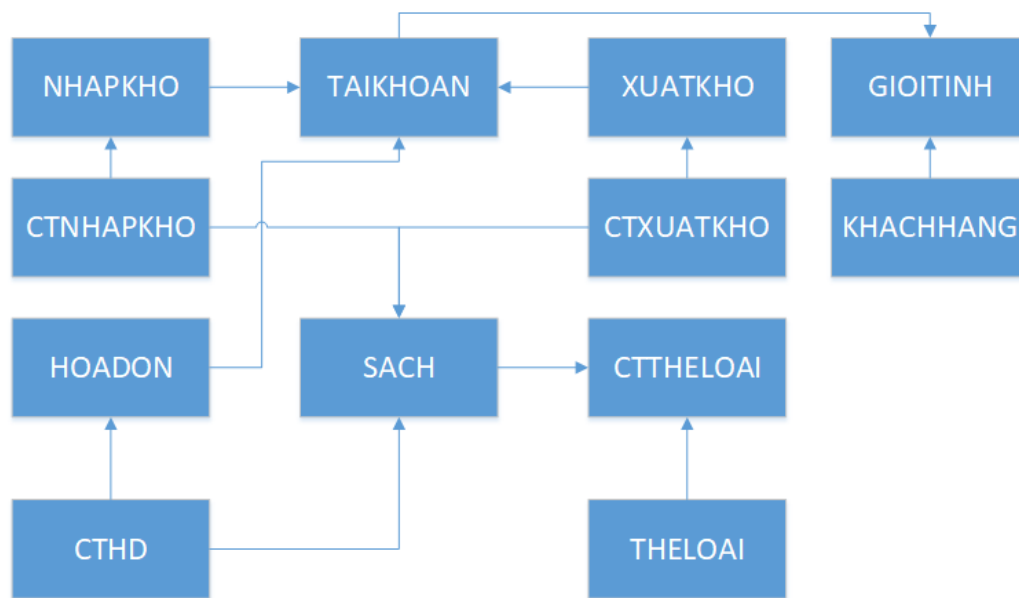 NHAPKHO
TAIKHOAN
XUATKHO
GIOITINH
CTNHAPKHO
CTXUATKHO
KHACHHANG
HOADON
SACH
CTTHELOAI
CTHD
THELOAI